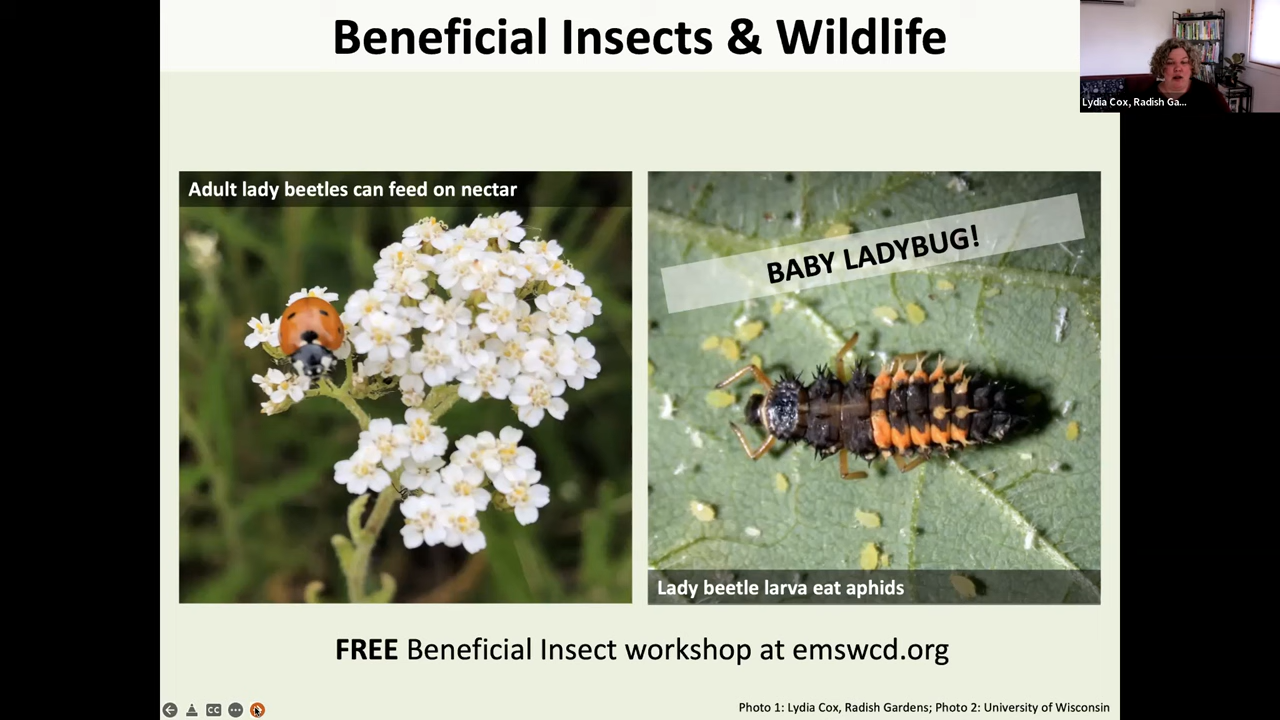 Beneficial Insects & Wildlife
Lydia Cox, Radish Ga...
Adult lady beetles can feed on nectar
BABY LADYBUG!
Lady beetle larva eat aphids
FREE Beneficial Insect workshop at emswcd.org
CC
Photo 1: Lydia Cox, Radish Gardens; Photo 2: University of Wisconsin